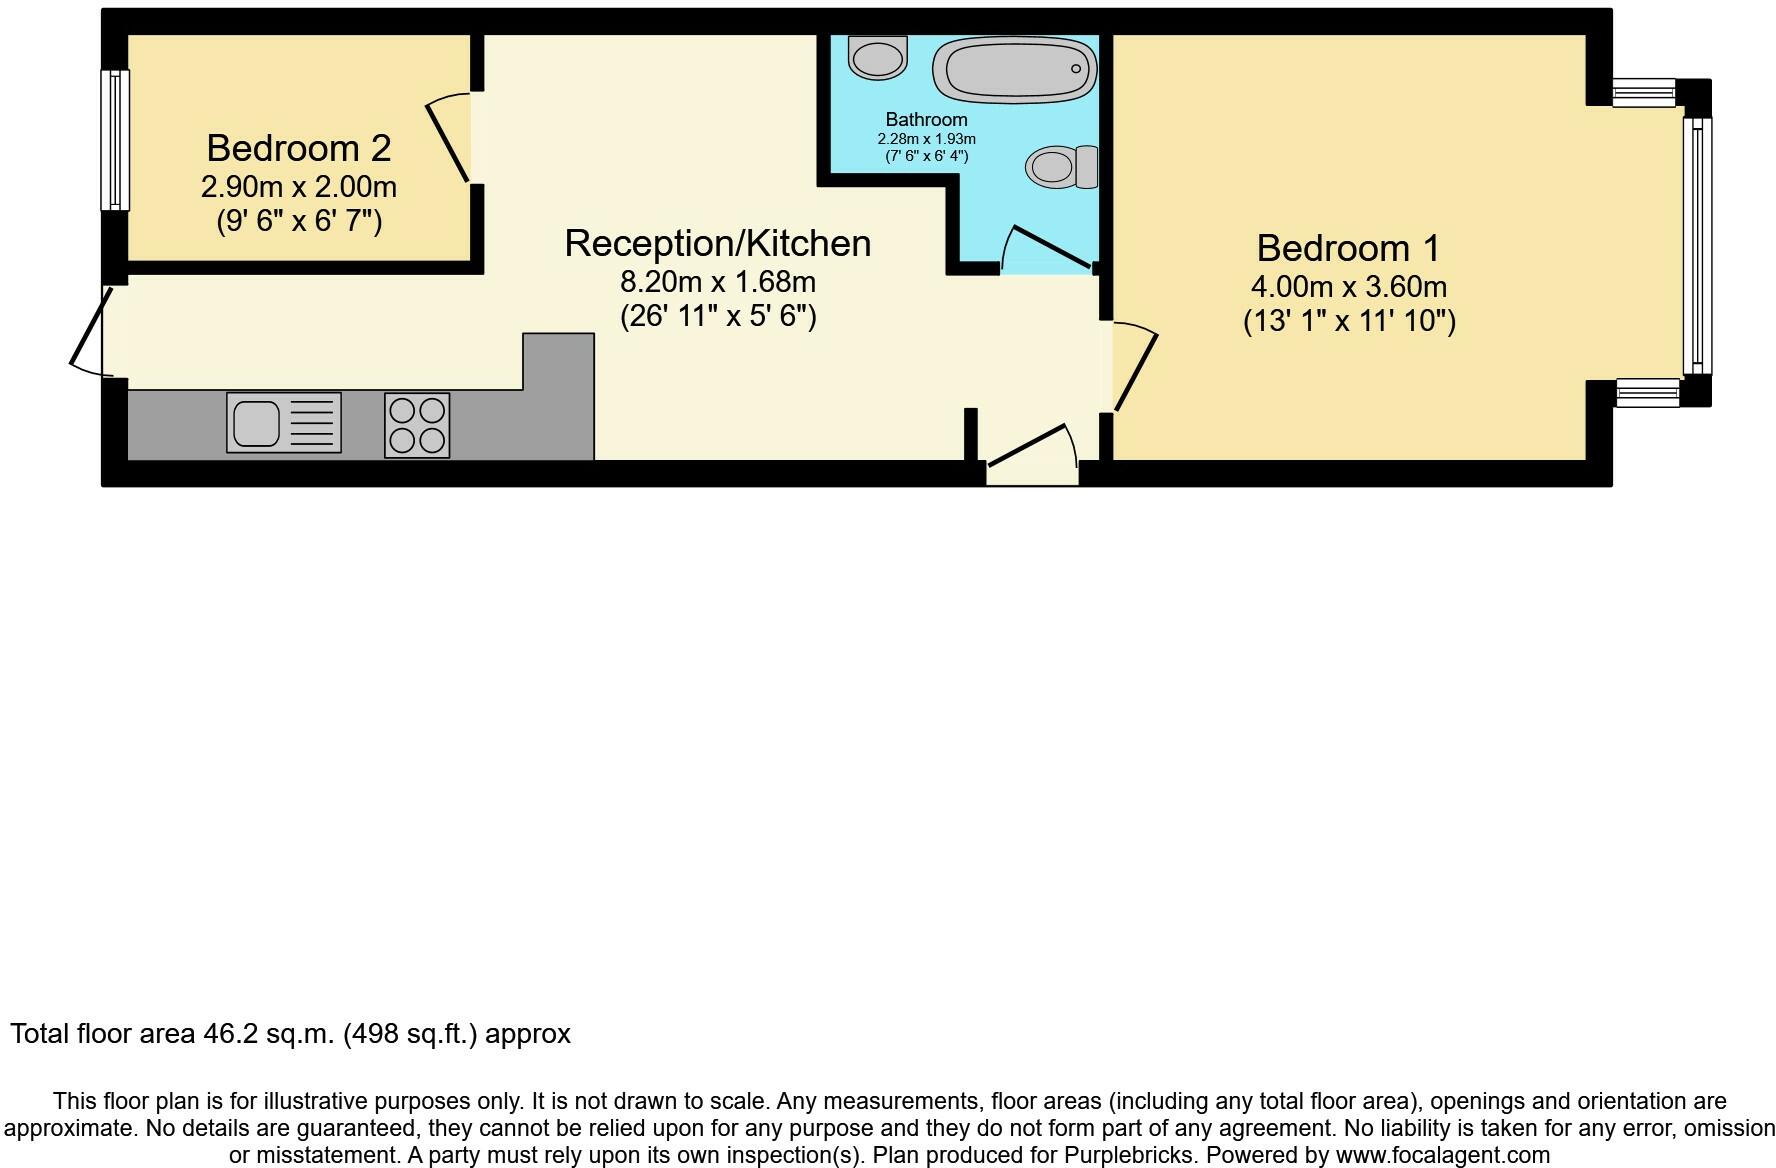 Bedroom 2
2.90m x 2.00m
(9' 6" x 6' 7")
Reception/Kitchen
8.20m x 1.68m
(26' 11" x 5' 6")
Bathroom
2.28m x 1.93m
(7' 6" x 6' 4")
Bedroom 1
4.00m x 3.60m
(13' 1" x 11' 10")
Total floor area 46.2 sq.m. (498 sq.ft.) approx
This floor plan is for illustrative purposes only. It is not drawn to scale. Any measurements, floor areas (including any total floor area), openings and orientation are
approximate. No details are guaranteed, they cannot be relied upon for any purpose and they do not form part of any agreement. No liability is taken for any error, omission
or misstatement. A party must rely upon its own inspection(s). Plan produced for Purplebricks. Powered by www.focalagent.com